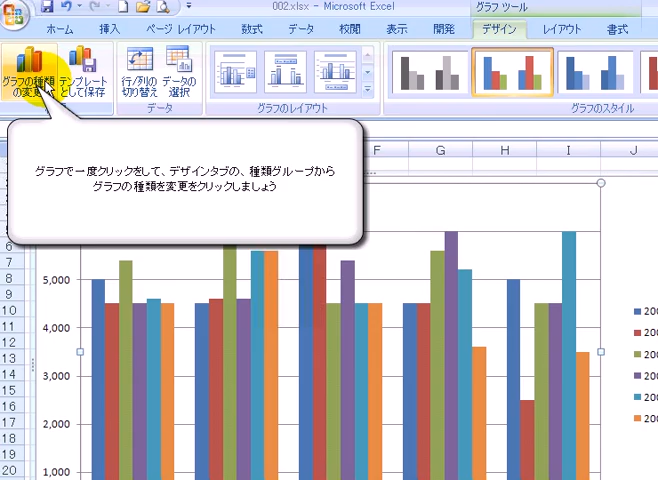 002.xlsx - Microsoft Excel
グラフ ツール
ホーム 挿入 ページ レイアウト 数式 データ 校閲 表示 開発 デザイン レイアウト 書式
グラフの種類
の変更
テンプレート
として保存
行/列の
切り替え
データの
選択
データ
グラフのレイアウト
グラフのスタイル
グラフで一度クリックをして、デザインタブの、種類グループから
グラフの種類を変更をクリックしましょう
F G H I J
6
7
8
9
10
11
12
13
14
15
16
17
18
19
20
5,000
4,000
3,000
2,000
1,000
200
200
200
200
200
200